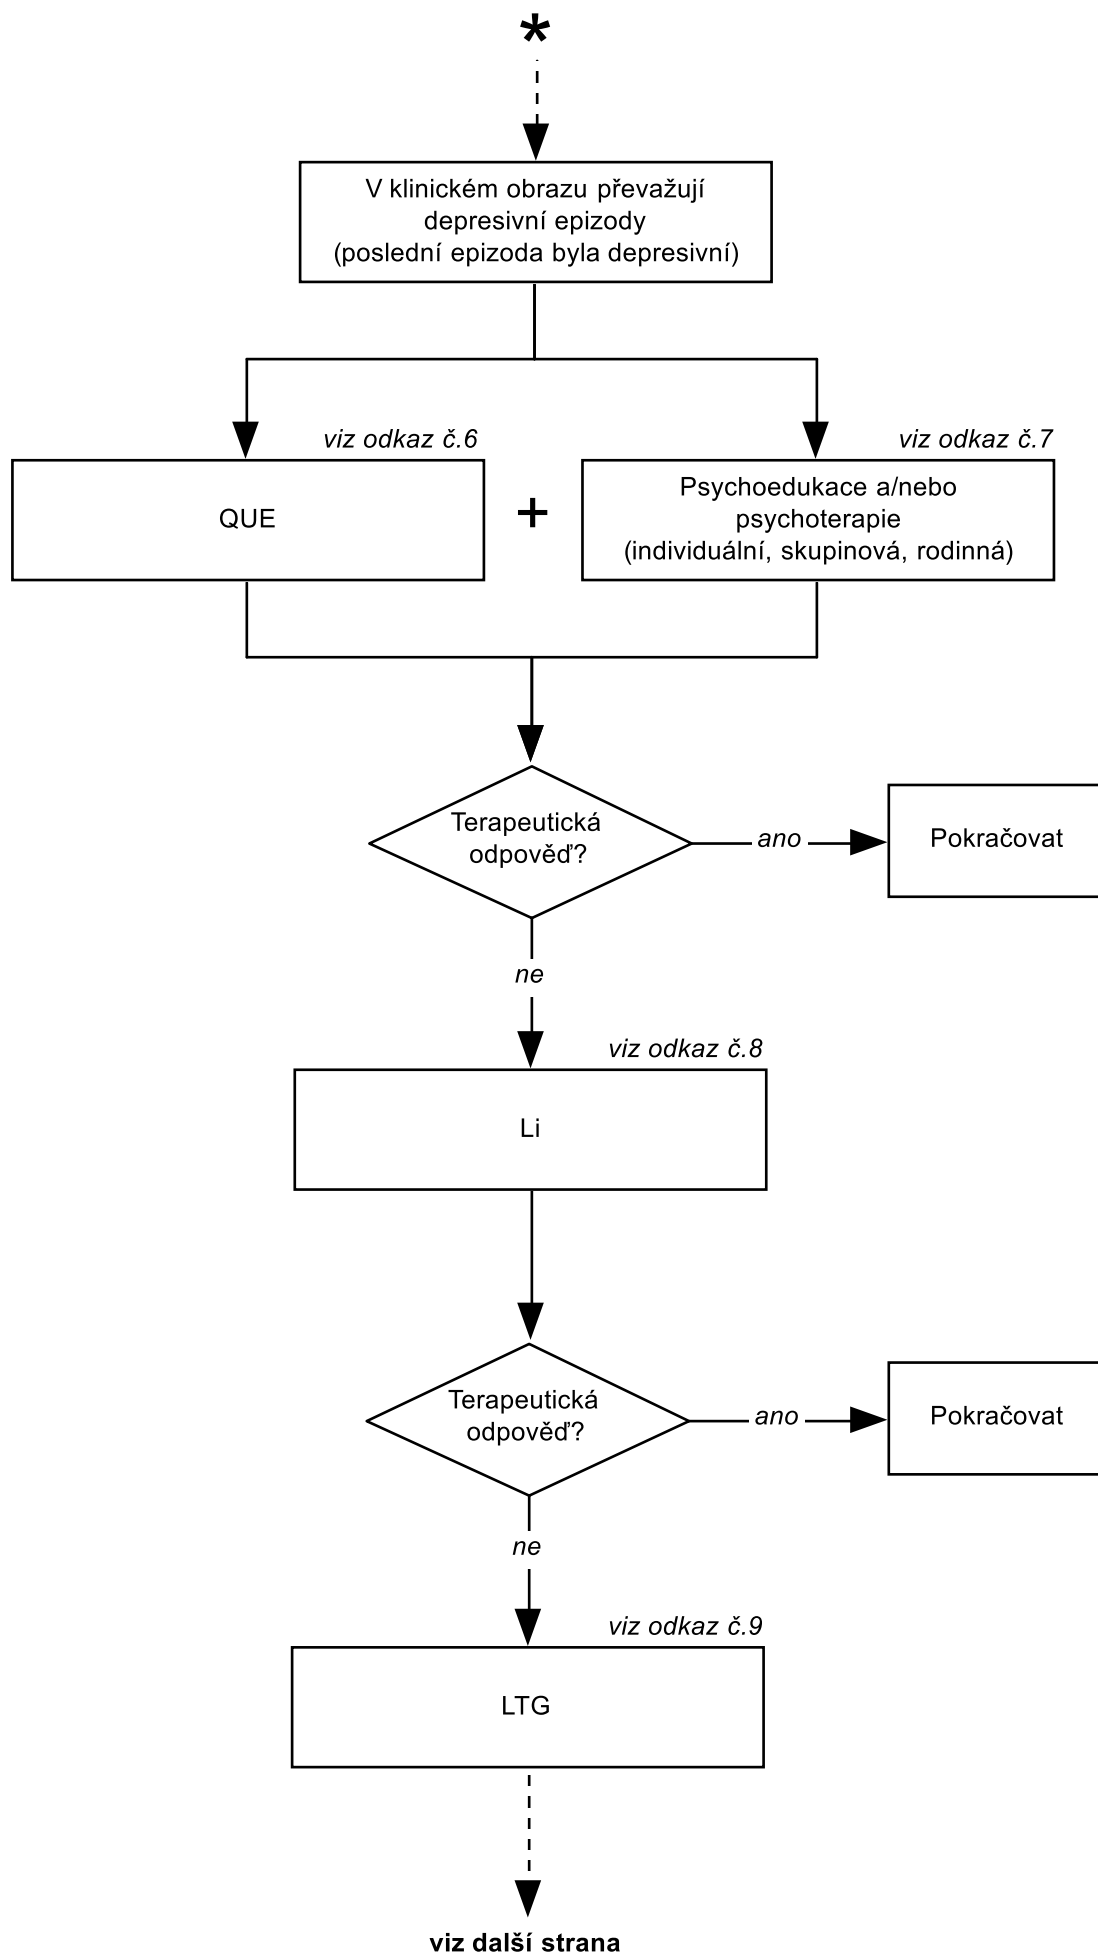 *
V klinickém obrazu převažují
depresivní epizody
(poslední epizoda byla depresivní)
viz odkaz č.6
QUE
+
viz odkaz č.7
Psychoedukace a/nebo
psychoterapie
(individuální, skupinová, rodinná)
Terapeutická
odpověď?
ano
Pokračovat
ne
viz odkaz č.8
Li
Terapeutická
odpověď?
ano
Pokračovat
ne
viz odkaz č.9
LTG
viz další strana